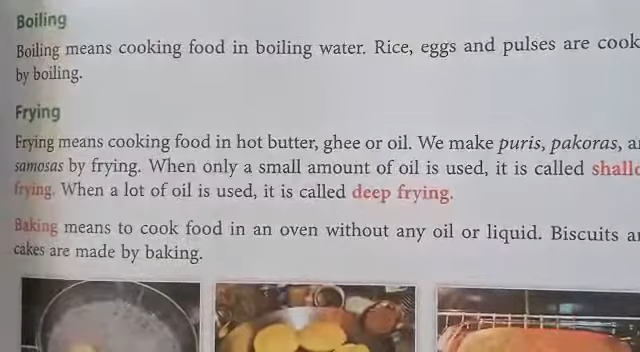 Boiling
Boiling means cooking food in boiling water. Rice, eggs and pulses are cook
by boiling.
Frying
Frying means cooking food in hot butter, ghee or oil. We make puris, pakoras, a
samosas by frying. When only a small amount of oil is used, it is called shallo
frying. When a lot of oil is used, it is called deep frying.
Baking means to cook food in an oven without any oil or liquid. Biscuits a
cakes are made by baking.